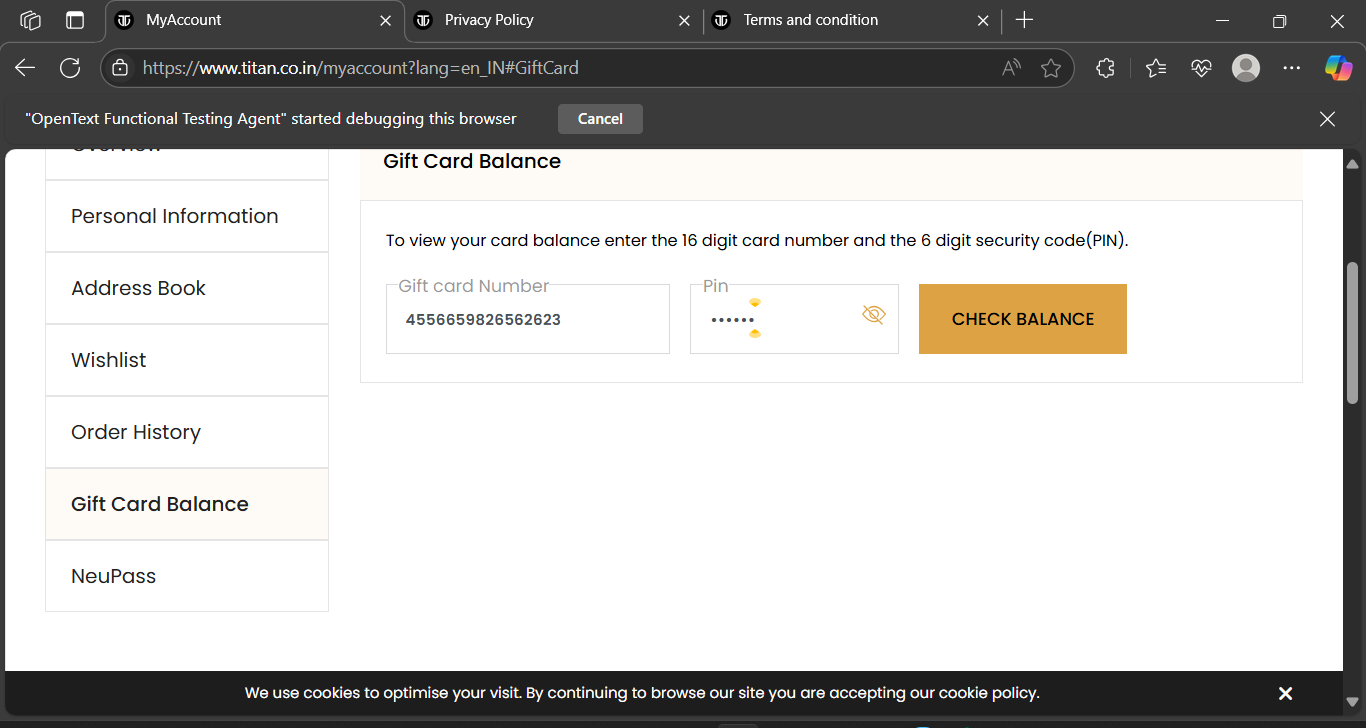 MyAccount
Privacy Policy
Terms and condition
https://www.titan.co.in/myaccount?lang=en_IN#GiftCard
"OpenText Functional Testing Agent" started debugging this browser
Cancel
Gift Card Balance
Personal Information
To view your card balance enter the 16 digit card number and the 6 digit security code(PIN).
Address Book
Gift card Number
Pin
4556659826562623
••••••
CHECK BALANCE
Wishlist
Order History
Gift Card Balance
NeuPass
We use cookies to optimise your visit. By continuing to browse our site you are accepting our cookie policy.